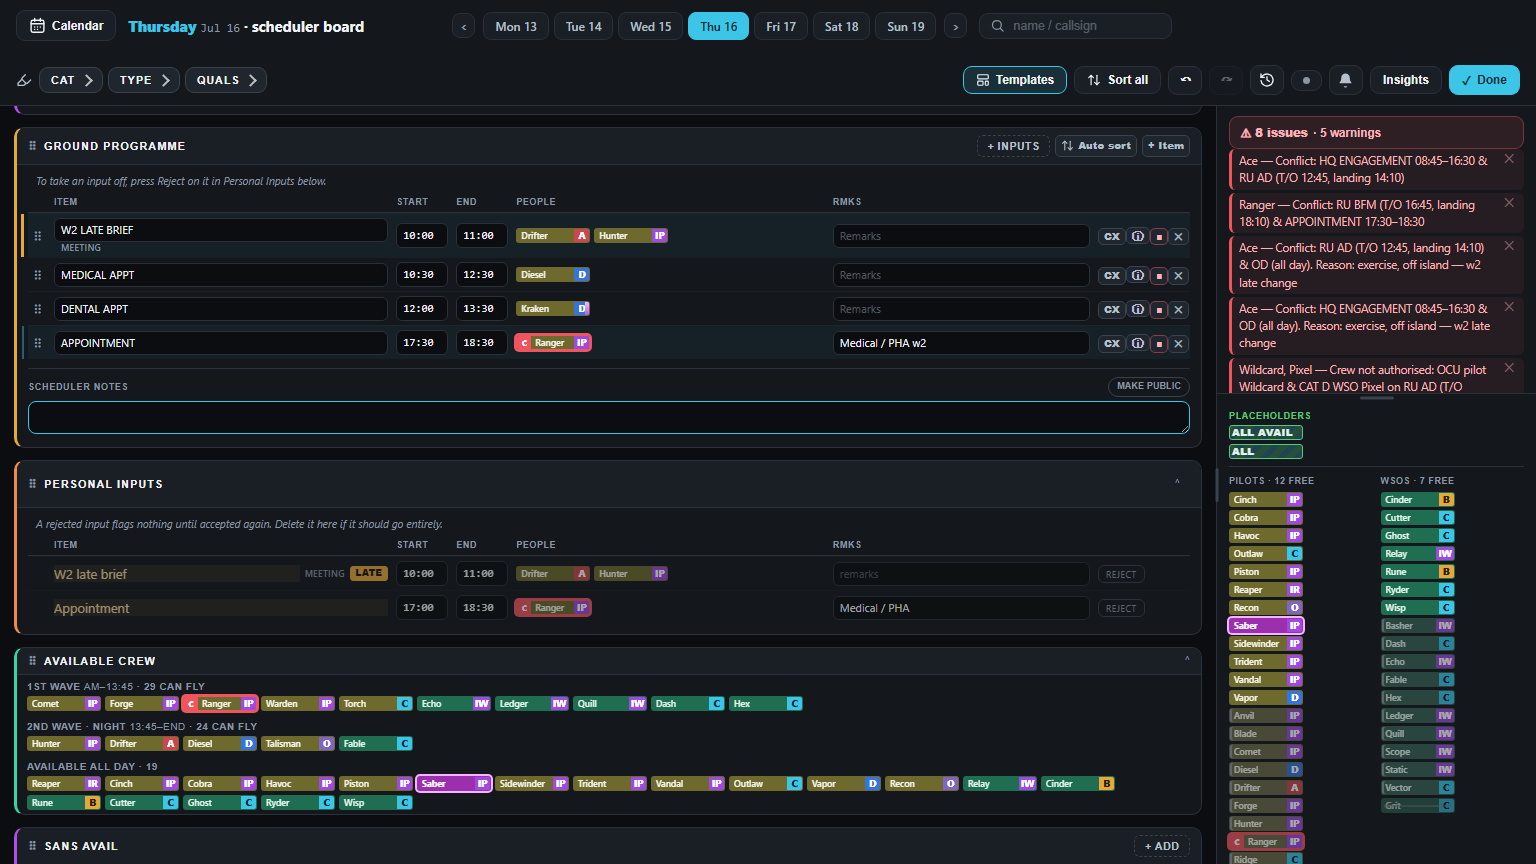 Calendar
Thursday Jul 16 · scheduler board
‹ Mon 13 Tue 14 Wed 15 Thu 16 Fri 17 Sat 18 Sun 19 ›
name / callsign
CAT TYPE QUALS
Templates Sort all Insights ✓ Done
GROUND PROGRAMME
+ INPUTS Auto sort + Item
To take an input off, press Reject on it in Personal Inputs below.
ITEM START END PEOPLE RMKS
W2 LATE BRIEF 10:00 11:00 Drifter A Hunter IP Remarks CX
MEETING
MEDICAL APPT 10:30 12:30 Diesel D Remarks CX
DENTAL APPT 12:00 13:30 Kraken D Remarks CX
APPOINTMENT 17:30 18:30 c Ranger IP Medical / PHA w2 CX
SCHEDULER NOTES MAKE PUBLIC
PERSONAL INPUTS
A rejected input flags nothing until accepted again. Delete it here if it should go entirely.
ITEM START END PEOPLE RMKS
W2 late brief MEETING LATE 10:00 11:00 Drifter A Hunter IP remarks REJECT
Appointment 17:00 18:30 c Ranger IP Medical / PHA REJECT
AVAILABLE CREW
1ST WAVE AM–13:45 · 29 CAN FLY
Comet IP Forge IP c Ranger IP Warden IP Torch C Echo IW Ledger IW Quill IW Dash C Hex C
2ND WAVE · NIGHT 13:45–END · 24 CAN FLY
Hunter IP Drifter A Diesel D Talisman O Fable C
AVAILABLE ALL DAY · 19
Reaper IR Cinch IP Cobra IP Havoc IP Piston IP Saber IP Sidewinder IP Trident IP Vandal IP Outlaw C Vapor D Recon O Relay IW Cinder B
Rune B Cutter C Ghost C Ryder C Wisp C
SANS AVAIL + ADD
⚠ 8 issues · 5 warnings
Ace — Conflict: HQ ENGAGEMENT 08:45–16:30 &
RU AD (T/O 12:45, landing 14:10)
Ranger — Conflict: RU BFM (T/O 16:45, landing
18:10) & APPOINTMENT 17:30–18:30
Ace — Conflict: RU AD (T/O 12:45, landing 14:10)
& OD (all day). Reason: exercise, off island — w2
late change
Ace — Conflict: HQ ENGAGEMENT 08:45–16:30 &
OD (all day). Reason: exercise, off island — w2 late
change
Wildcard, Pixel — Crew not authorised: OCU pilot
Wildcard & CAT D WSO Pixel on RU AD (T/O
PLACEHOLDERS
ALL AVAIL
ALL
PILOTS · 12 FREE WSOS · 7 FREE
Cinch IP Cinder B
Cobra IP Cutter C
Havoc IP Ghost C
Outlaw C Relay IW
Piston IP Rune B
Reaper IR Ryder C
Recon O Wisp C
Saber IP Basher IW
Sidewinder IP Dash C
Trident IP Echo IW
Vandal IP Fable C
Vapor D Hex C
Anvil IP Ledger IW
Blade IP Quill IW
Comet IP Scope IW
Diesel D Static IW
Drifter A Vector C
Forge IP Grit C
Hunter IP
c Ranger IP
Ridge C